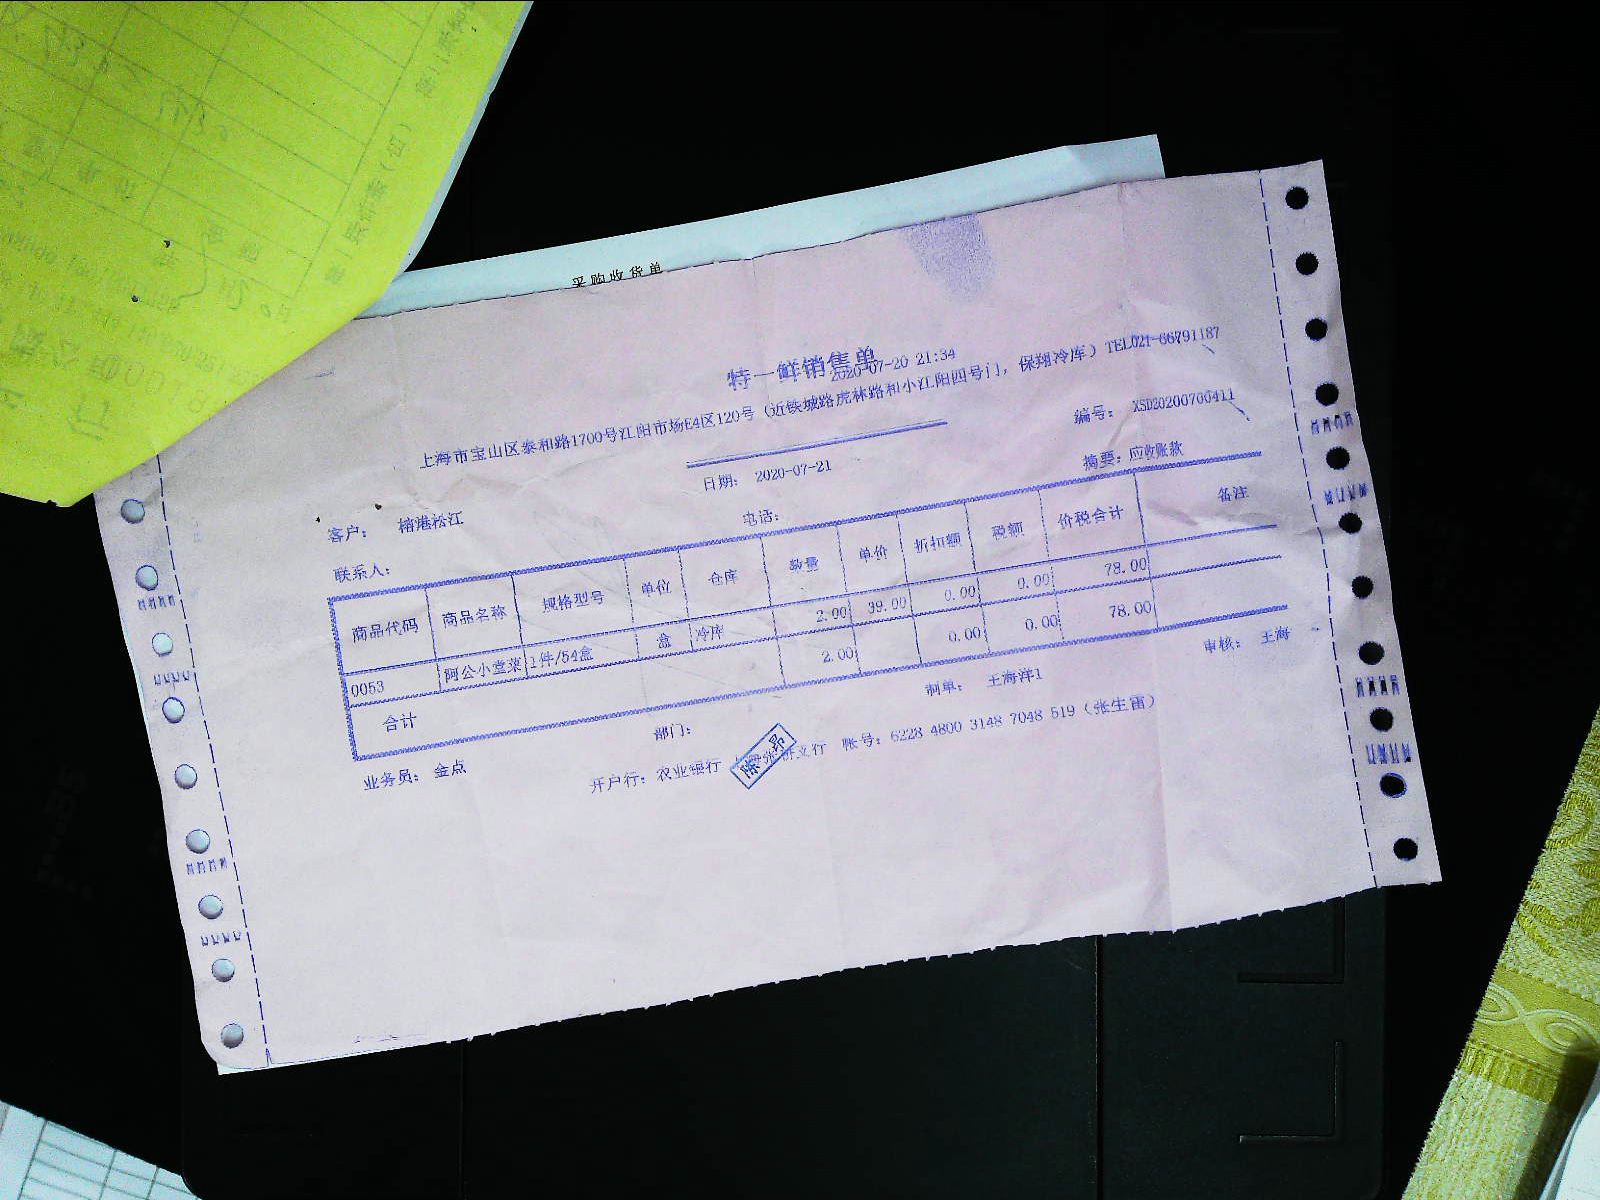 采购收货单
特一鲜销售单
2020-07-20 21:34
上海市宝山区泰和路1700号江阳市场E4区120号（近铁城路虎林路和小江阳四号门，保翔冷库）TEL021-66791187
编号： XSD20200700411
日期： 2020-07-21
摘要：应收账款
客户： 榕港松江
电话：
联系人：
商品代码 商品名称 规格型号 单位 仓库 数量 单价 折扣额 税额 价税合计 备注
0053 阿公小堂菜 1件/54盒 盒 冷库 2.00 39.00 0.00 0.00 78.00
合计 2.00 0.00 0.00 78.00
业务员： 金点 部门： 制单： 王海洋1 审核： 王海
开户行：农业银行 帐号：6228 4800 3148 7048 519（张生雷）